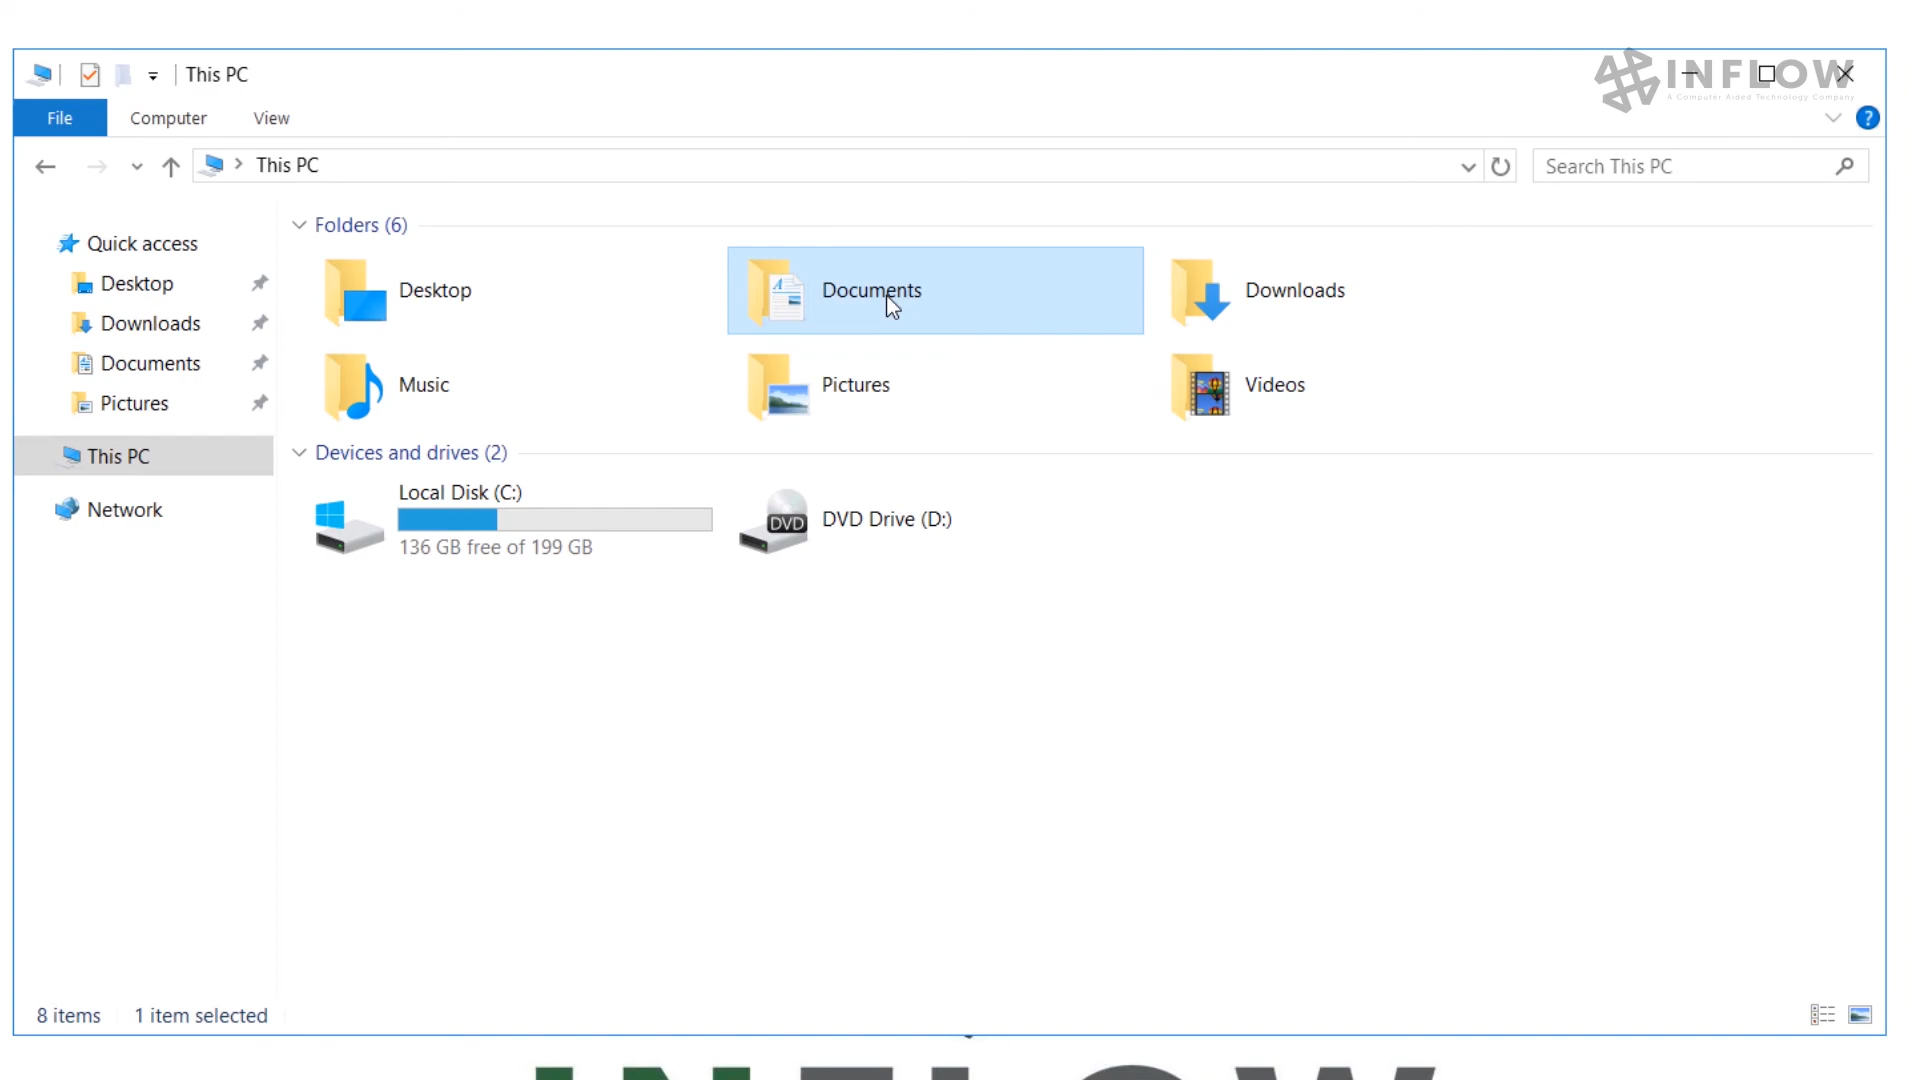 This PC
INFLOW
A Computer Aided Technology Company
File Computer View
?
This PC
Search This PC
Quick access
Desktop
Downloads
Documents
Pictures
This PC
Network
Folders (6)
Desktop
Documents
Downloads
Music
Pictures
Videos
Devices and drives (2)
Local Disk (C:)
136 GB free of 199 GB
DVD
DVD Drive (D:)
8 items 1 item selected
INFLOW